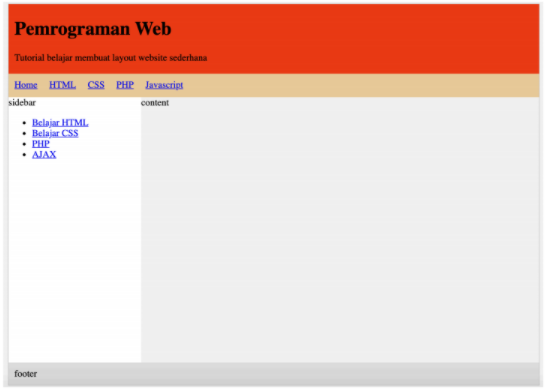 Pemrograman Web
Tutorial belajar membuat layout website sederhana
Home HTML CSS PHP Javascript
sidebar
Belajar HTML
Belajar CSS
PHP
AJAX
content
footer